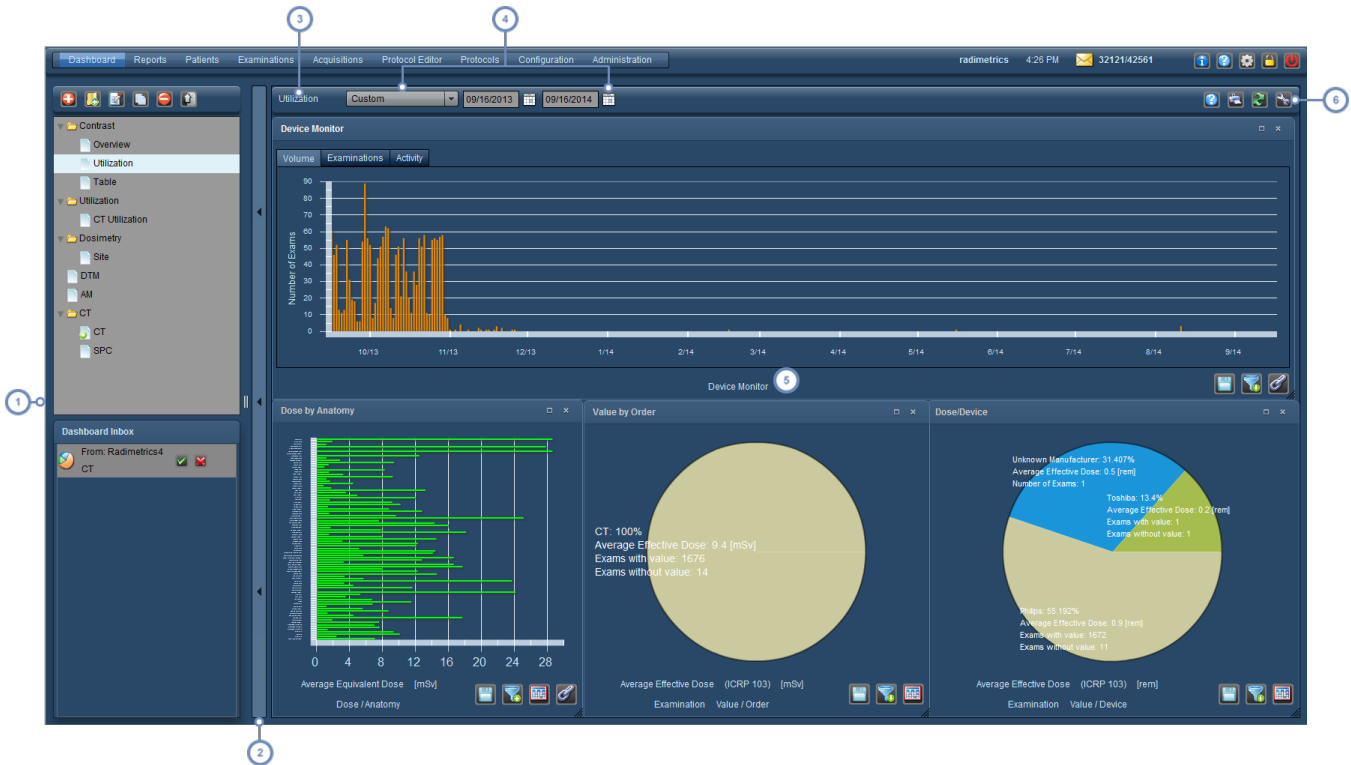 3
4
Dashboard Reports Patients Examinations Acquisitions Protocol Editor Protocols Configuration Administration radimetrics 4:26 PM 32121/42561
Utilization Custom 09/16/2013 09/16/2014
6
Contrast
Overview
Utilization
Table
Utilization
CT Utilization
Dosimetry
Site
DTM
AM
CT
CT
SPC
1
Dashboard Inbox
From: Radimetrics4
CT
2
Device Monitor
Volume Examinations Activity
Number of Exams
90
80
70
60
50
40
30
20
10
0
10/13 11/13 12/13 1/14 2/14 3/14 4/14 5/14 6/14 7/14 8/14 9/14
Device Monitor 5
Dose by Anatomy
0 4 8 12 16 20 24 28
Average Equivalent Dose [mSv]
Dose / Anatomy
Value by Order
CT: 100%
Average Effective Dose: 9.4 [mSv]
Exams with value: 1676
Exams without value: 14
Average Effective Dose (ICRP 103) [mSv]
Examination Value / Order
Dose/Device
Unknown Manufacturer: 31.407%
Average Effective Dose: 0.5 [rem]
Number of Exams: 1
Toshiba: 13.4%
Average Effective Dose: 0.2 [rem]
Exams with value: 1
Exams without value: 1
Philips: 55.192%
Average Effective Dose: 0.9 [rem]
Exams with value: 1672
Exams without value: 11
Average Effective Dose (ICRP 103) [rem]
Examination Value / Device